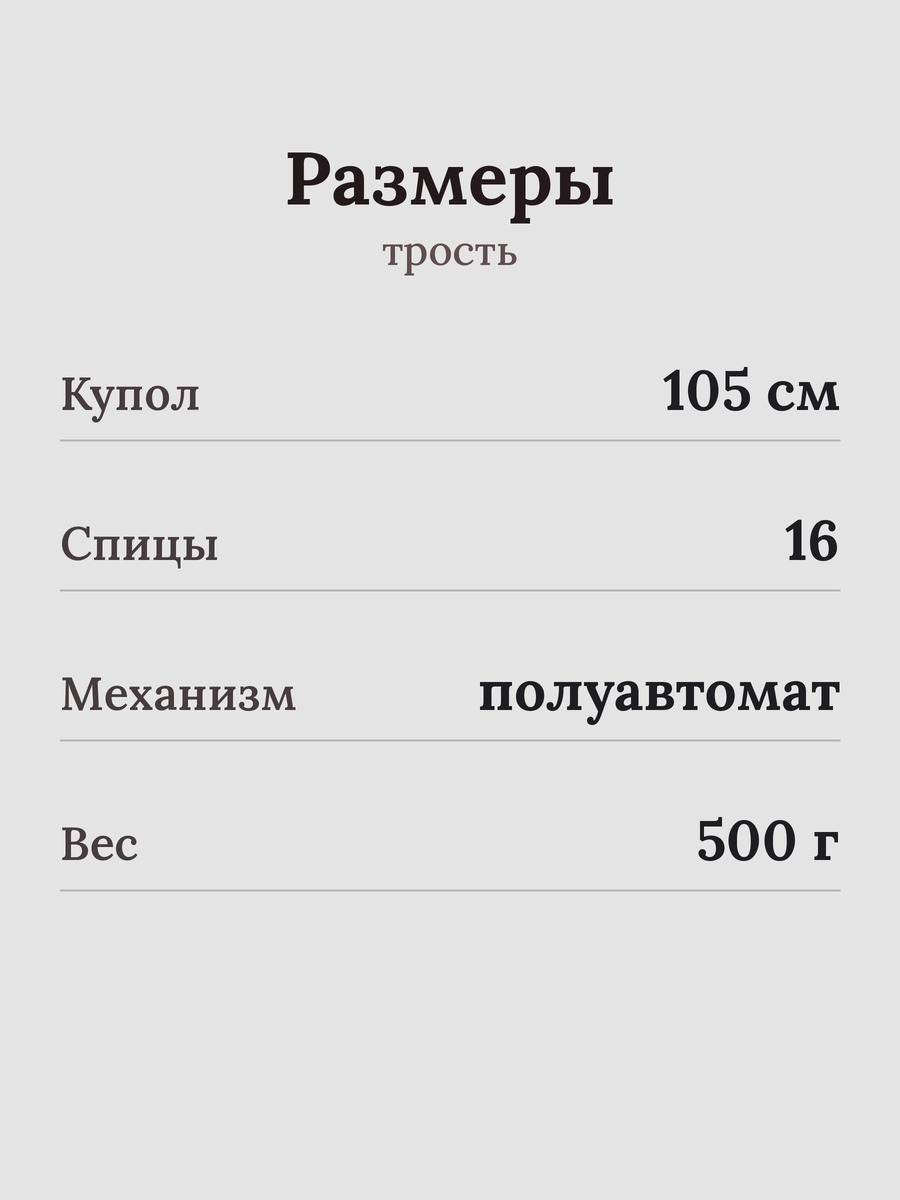 Размеры
трость
Купол 105 см
Спицы 16
Механизм полуавтомат
Вес 500 г